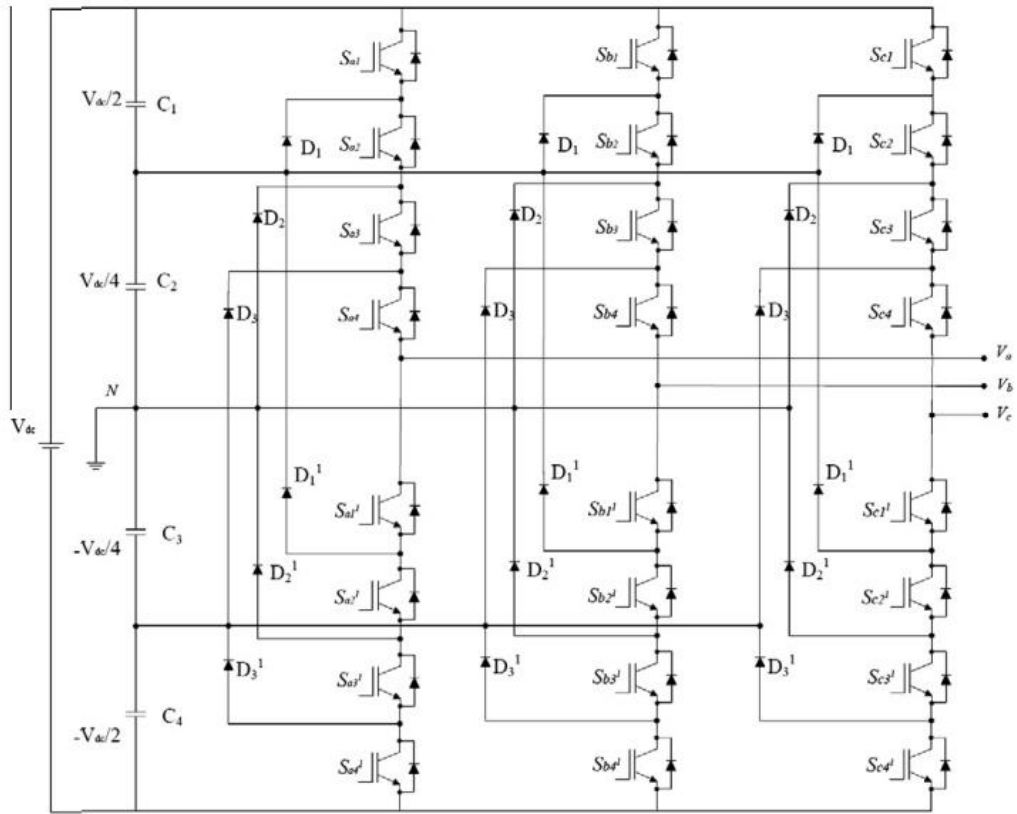 Sa1 Sb1 Sc1
Vdc/2 C1
D1 Sa2 D1 Sb2 D1 Sc2
D2 Sa3 D2 Sb3 D2 Sc3
Vdc/4 C2
D3 Sa4 D3 Sb4 D3 Sc4
Va
N Vb
Vdc Vc
D1¹ Sa1¹ D1¹ Sb1¹ D1¹ Sc1¹
-Vdc/4 C3
D2¹ Sa2¹ D2¹ Sb2¹ D2¹ Sc2¹
D3¹ Sa3¹ D3¹ Sb3¹ D3¹ Sc3¹
-Vdc/2 C4
Sa4¹ Sb4¹ Sc4¹